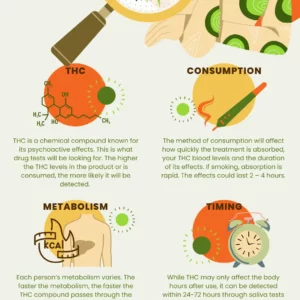 THC
CH₃
OH
H₃C
H₃C
O
CH₃
THC is a chemical compound known for
its psychoactive effects. This is what
drug tests will be looking for. The higher
the THC levels in the product or is
consumed, the more likely it will be
detected.
CONSUMPTION
The method of consumption will affect
how quickly the treatment is absorbed,
your THC blood levels and the duration
of its effects. If smoking, absorption is
rapid. The effects could last 2 – 4 hours.
METABOLISM
KCAL
Each person's metabolism varies. The
faster the metabolism, the faster the
THC compound passes through the
TIMING
While THC may only affect the body
hours after use, it can be detected
within 24-72 hours through saliva tests